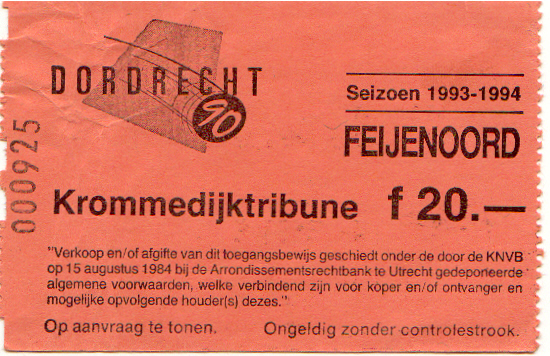 DORDRECHT
90
Seizoen 1993-1994
FEIJENOORD
000925
Krommedijktribune f 20.—
"Verkoop en/of afgifte van dit toegangsbewijs geschiedt onder de door de KNVB
op 15 augustus 1984 bij de Arrondissementsrechtbank te Utrecht gedeponeerde
algemene voorwaarden, welke verbindend zijn voor koper en/of ontvanger en
mogelijke opvolgende houder(s) dezes."
Op aanvraag te tonen. Ongeldig zonder controlestrook.